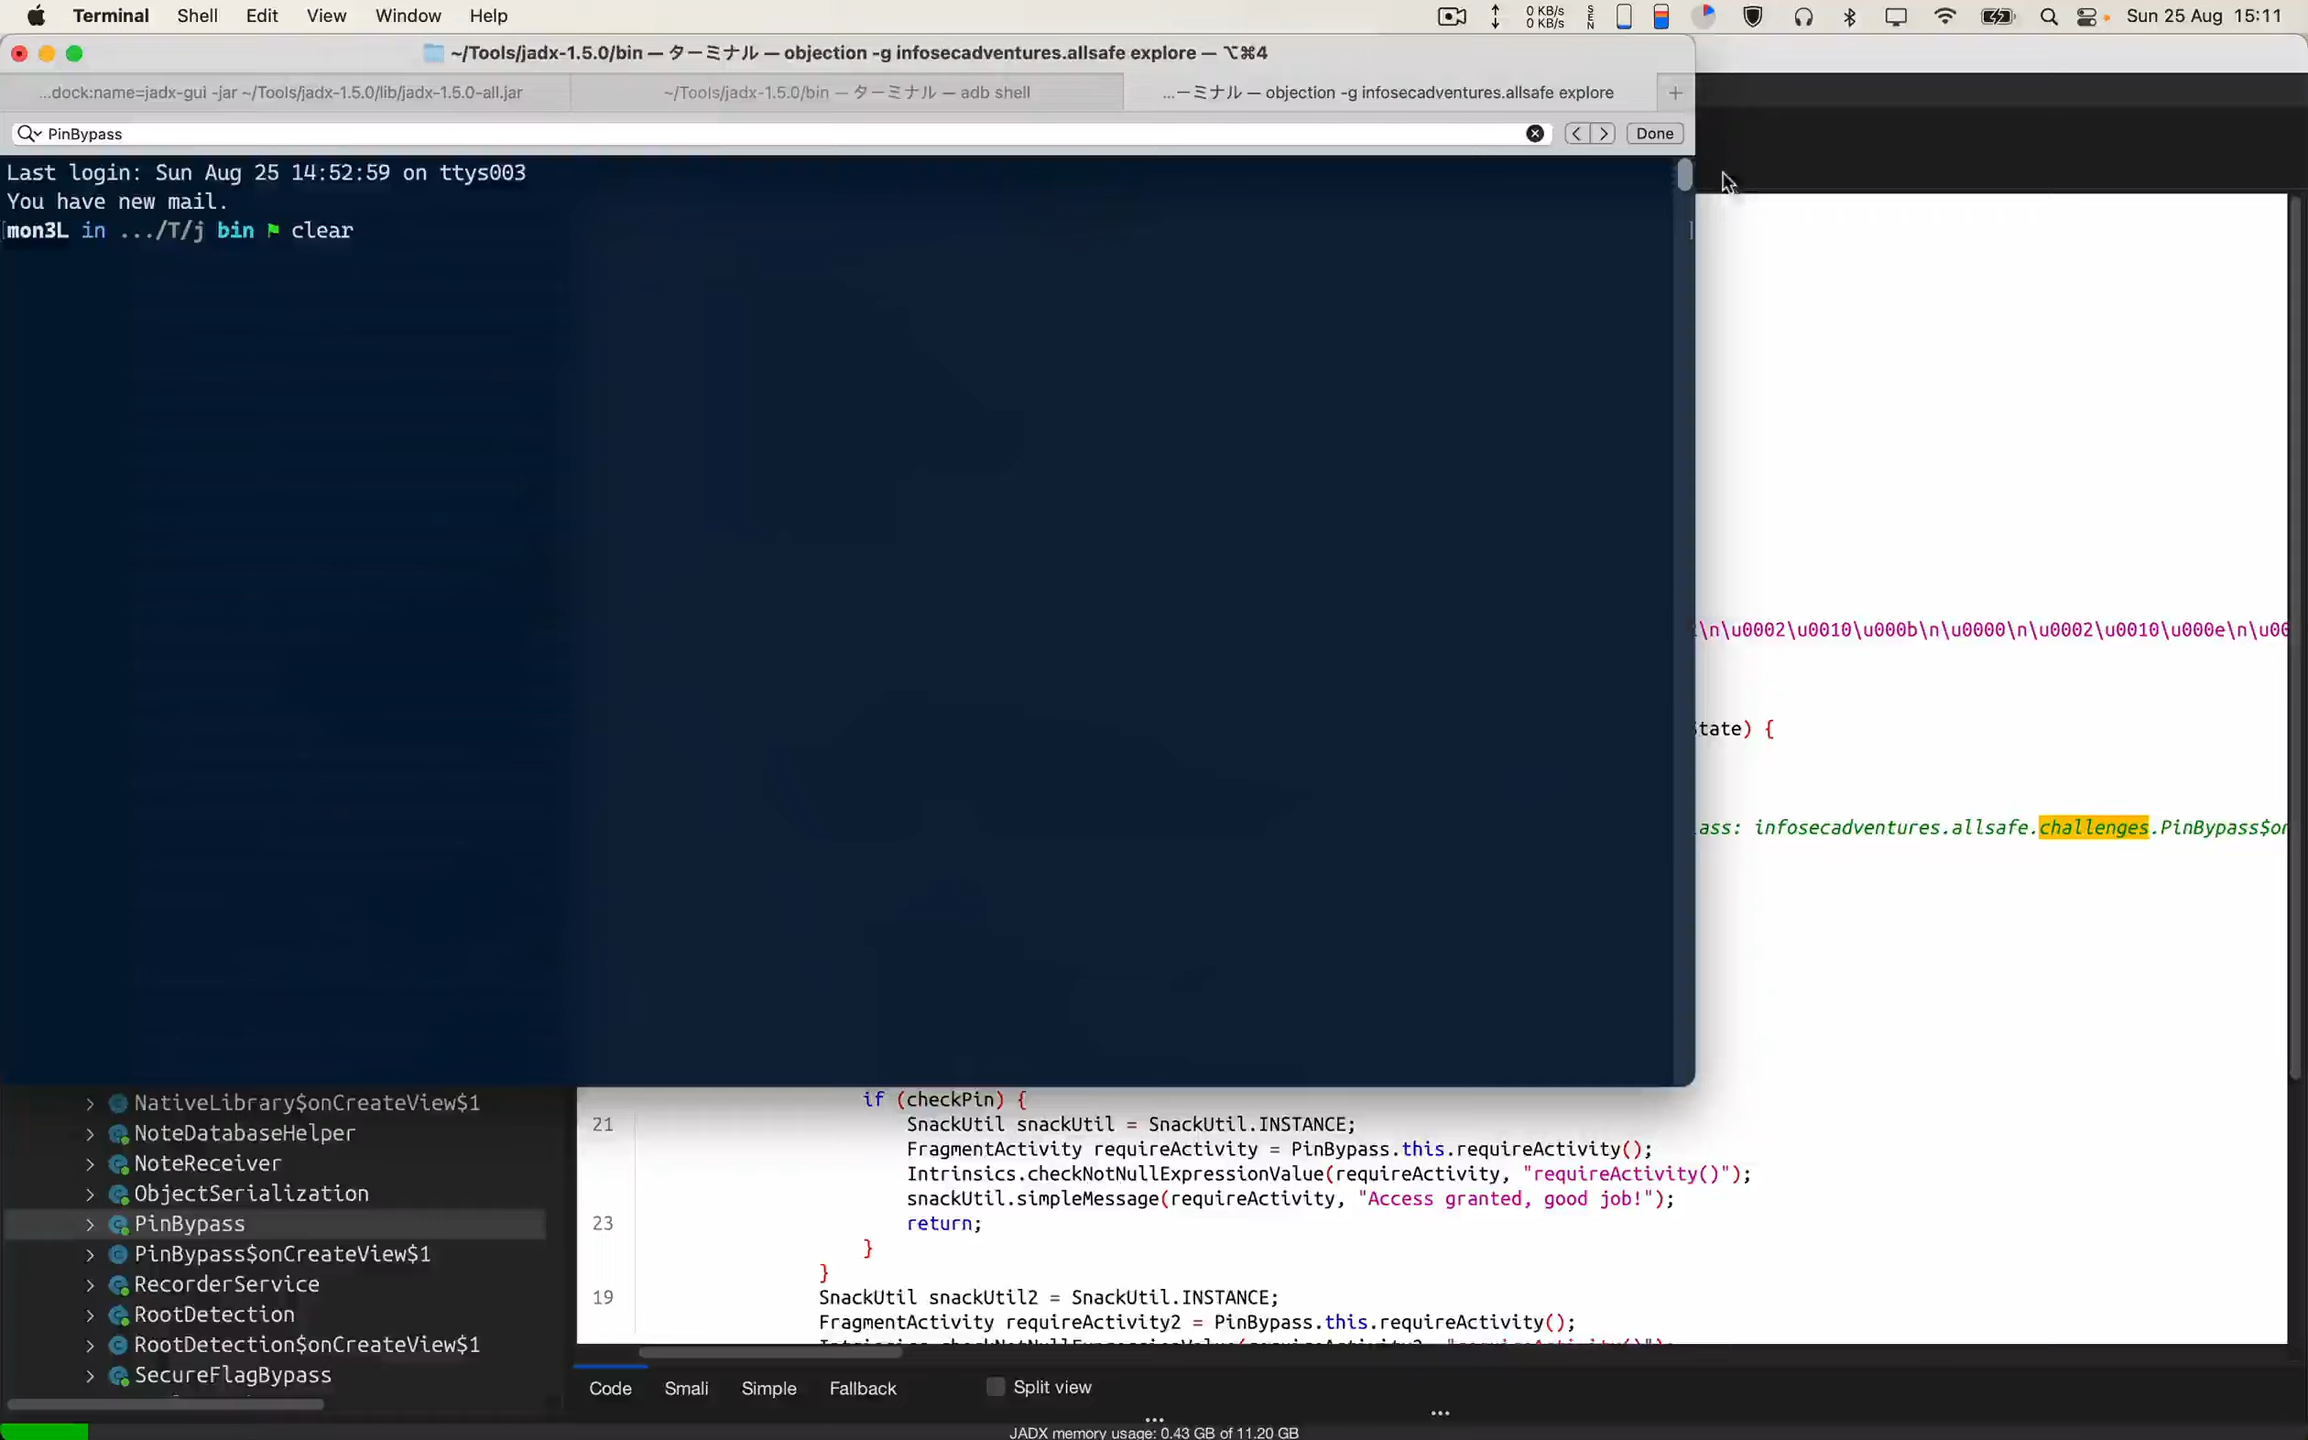 Terminal Shell Edit View Window Help 0 KB/s 0 KB/s SEN Sun 25 Aug 15:11
~/Tools/jadx-1.5.0/bin — ターミナル — objection -g infosecadventures.allsafe explore — ⌥⌘4
...dock:name=jadx-gui -jar ~/Tools/jadx-1.5.0/lib/jadx-1.5.0-all.jar
~/Tools/jadx-1.5.0/bin — ターミナル — adb shell
...ーミナル — objection -g infosecadventures.allsafe explore
PinBypass Done
Last login: Sun Aug 25 14:52:59 on ttys003
You have new mail.
mon3L in .../T/j bin clear
\n\u0002\u0010\u000b\n\u0000\n\u0002\u0010\u000e\n\u00
tate) {
ass: infosecadventures.allsafe.challenges.PinBypass$on
NativeLibrary$onCreateView$1
NoteDatabaseHelper
NoteReceiver
ObjectSerialization
PinBypass
PinBypass$onCreateView$1
RecorderService
RootDetection
RootDetection$onCreateView$1
SecureFlagBypass
if (checkPin) {
21 SnackUtil snackUtil = SnackUtil.INSTANCE;
FragmentActivity requireActivity = PinBypass.this.requireActivity();
Intrinsics.checkNotNullExpressionValue(requireActivity, "requireActivity()");
snackUtil.simpleMessage(requireActivity, "Access granted, good job!");
23 return;
}
}
19 SnackUtil snackUtil2 = SnackUtil.INSTANCE;
FragmentActivity requireActivity2 = PinBypass.this.requireActivity();
Code Smali Simple Fallback Split view
JADX memory usage: 0.43 GB of 11.20 GB